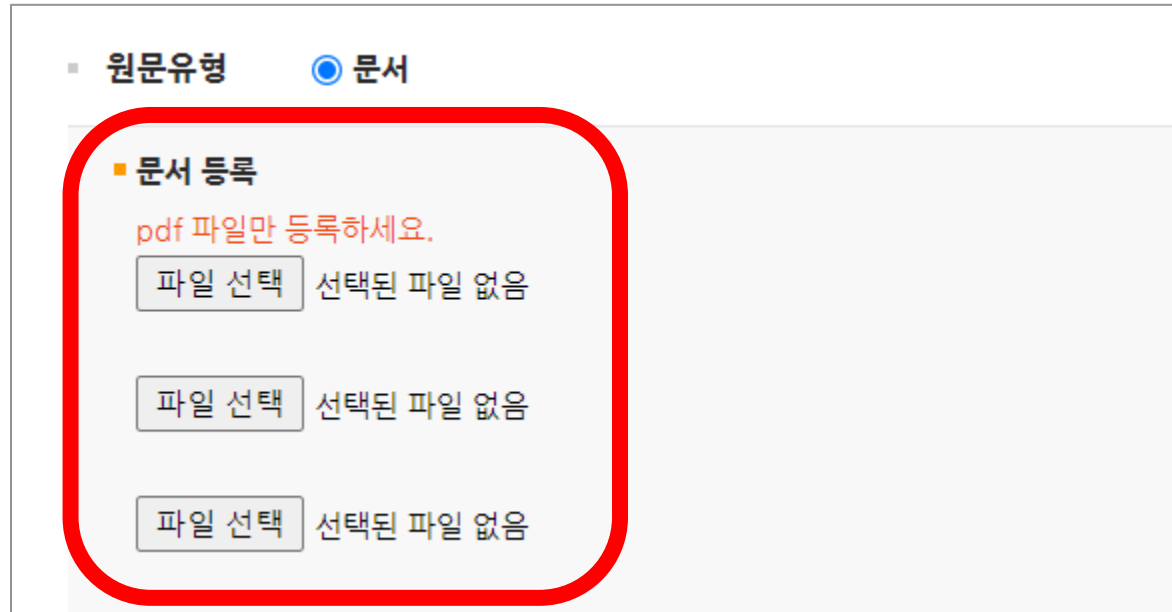 원문유형 문서
문서 등록
pdf 파일만 등록하세요.
파일 선택 선택된 파일 없음
파일 선택 선택된 파일 없음
파일 선택 선택된 파일 없음